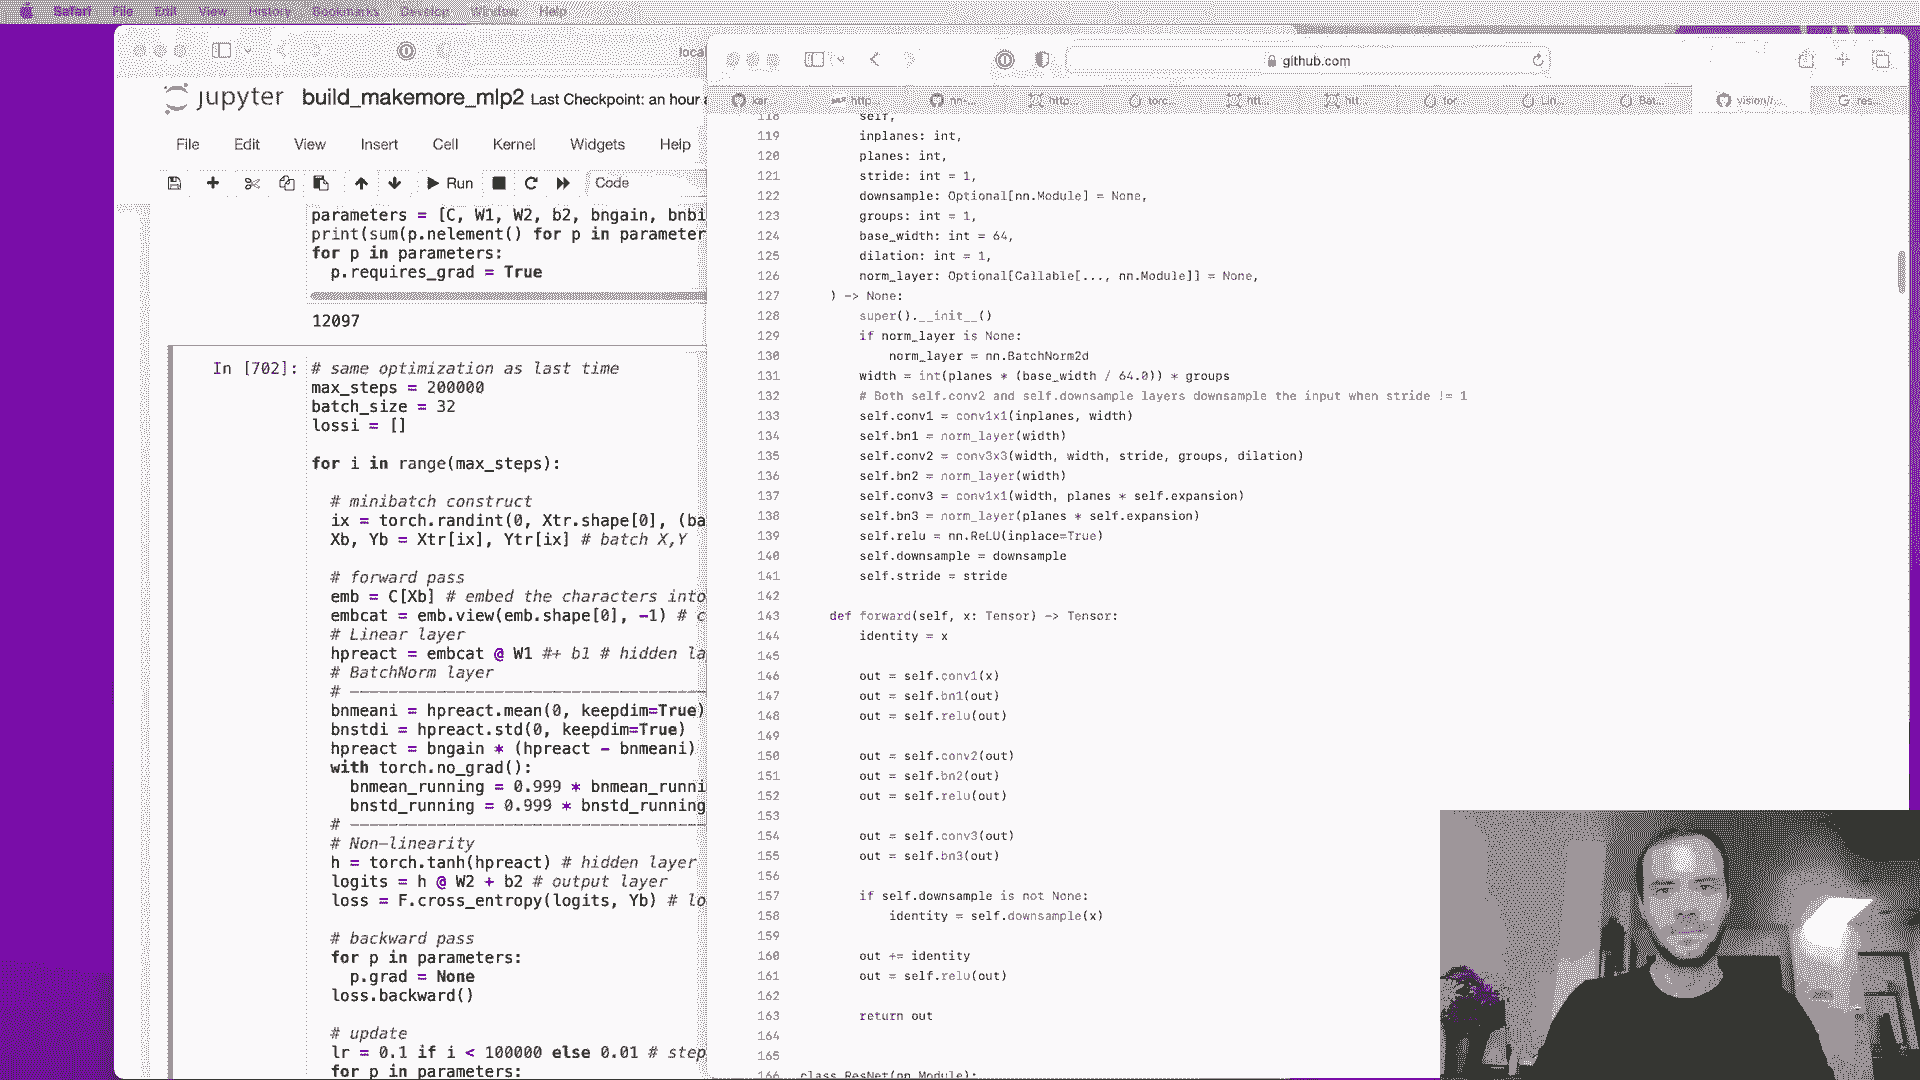 Safari File Edit View History Bookmarks Develop Window Help
local
jupyter build_makemore_mlp2 Last Checkpoint: an hour a
File Edit View Insert Cell Kernel Widgets Help
Run Code
parameters = [C, W1, W2, b2, bngain, bnbi
print(sum(p.nelement() for p in parameter
for p in parameters:
p.requires_grad = True
12097
In [702]: # same optimization as last time
max_steps = 200000
batch_size = 32
lossi = []
for i in range(max_steps):
# minibatch construct
ix = torch.randint(0, Xtr.shape[0], (ba
Xb, Yb = Xtr[ix], Ytr[ix] # batch X,Y
# forward pass
emb = C[Xb] # embed the characters into
embcat = emb.view(emb.shape[0], -1) # c
# Linear layer
hpreact = embcat @ W1 #+ b1 # hidden la
# BatchNorm layer
# -------------------------------------
bnmeani = hpreact.mean(0, keepdim=True)
bnstdi = hpreact.std(0, keepdim=True)
hpreact = bngain * (hpreact - bnmeani)
with torch.no_grad():
bnmean_running = 0.999 * bnmean_runni
bnstd_running = 0.999 * bnstd_running
# -------------------------------------
# Non-linearity
h = torch.tanh(hpreact) # hidden layer
logits = h @ W2 + b2 # output layer
loss = F.cross_entropy(logits, Yb) # lo
# backward pass
for p in parameters:
p.grad = None
loss.backward()
# update
lr = 0.1 if i < 100000 else 0.01 # step
for p in parameters:
github.com
kar... http... nn-... http... torc... htt... htt... tor... Lin... Bat... vision/r... res...
118 self,
119 inplanes: int,
120 planes: int,
121 stride: int = 1,
122 downsample: Optional[nn.Module] = None,
123 groups: int = 1,
124 base_width: int = 64,
125 dilation: int = 1,
126 norm_layer: Optional[Callable[..., nn.Module]] = None,
127 ) -> None:
128 super().__init__()
129 if norm_layer is None:
130 norm_layer = nn.BatchNorm2d
131 width = int(planes * (base_width / 64.0)) * groups
132 # Both self.conv2 and self.downsample layers downsample the input when stride != 1
133 self.conv1 = conv1x1(inplanes, width)
134 self.bn1 = norm_layer(width)
135 self.conv2 = conv3x3(width, width, stride, groups, dilation)
136 self.bn2 = norm_layer(width)
137 self.conv3 = conv1x1(width, planes * self.expansion)
138 self.bn3 = norm_layer(planes * self.expansion)
139 self.relu = nn.ReLU(inplace=True)
140 self.downsample = downsample
141 self.stride = stride
142
143 def forward(self, x: Tensor) -> Tensor:
144 identity = x
145
146 out = self.conv1(x)
147 out = self.bn1(out)
148 out = self.relu(out)
149
150 out = self.conv2(out)
151 out = self.bn2(out)
152 out = self.relu(out)
153
154 out = self.conv3(out)
155 out = self.bn3(out)
156
157 if self.downsample is not None:
158 identity = self.downsample(x)
159
160 out += identity
161 out = self.relu(out)
162
163 return out
164
165
166 class ResNet(nn.Module):